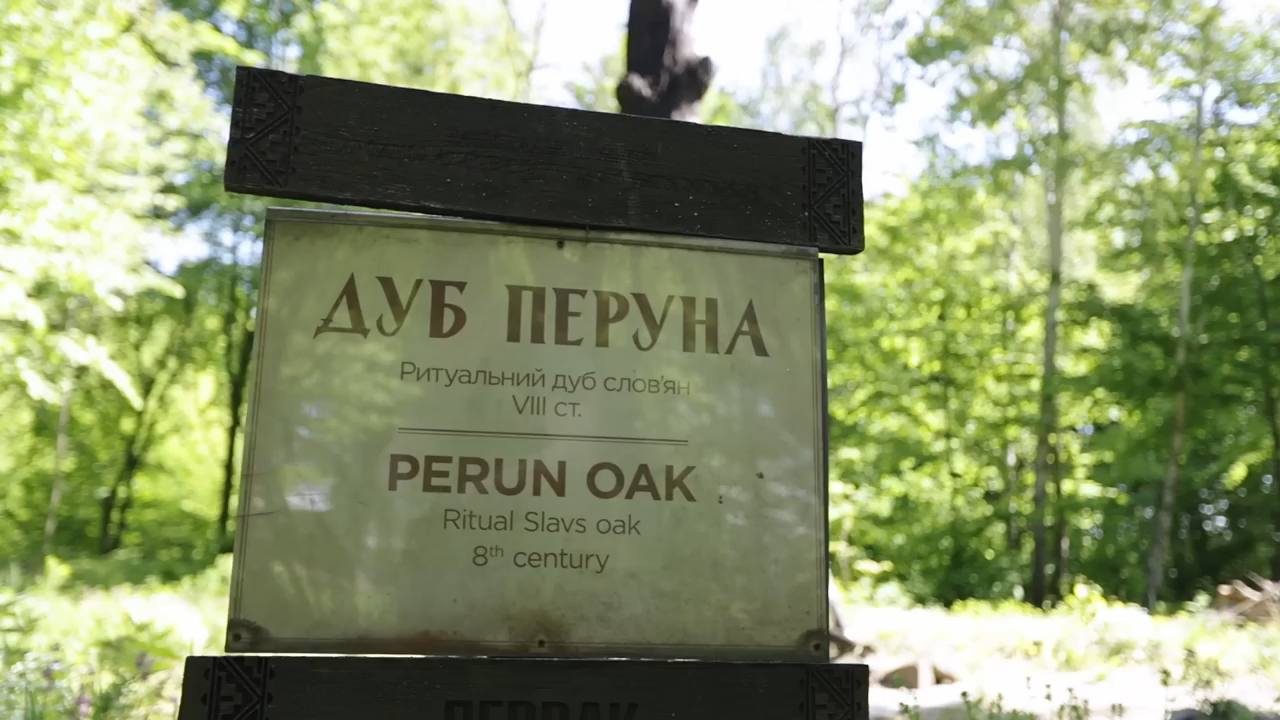 ДУБ ПЕРУНА
Ритуальний дуб слов'ян
VIII ст.
PERUN OAK
Ritual Slavs oak
8th century